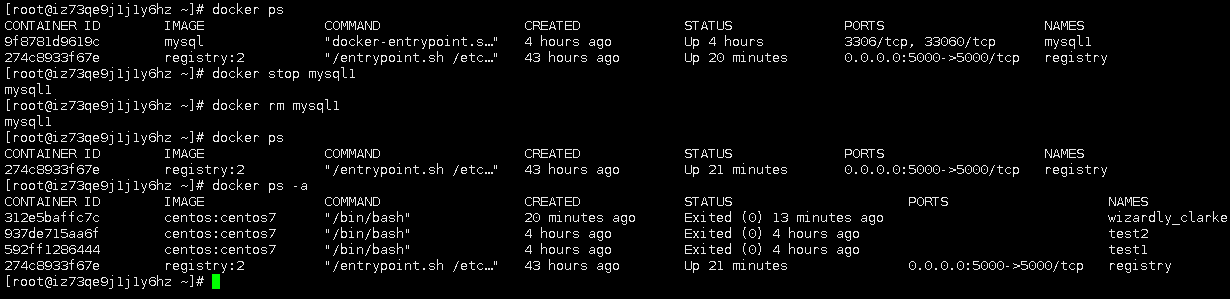 [root@iz73qe9j1j1y6hz ~]# docker ps
CONTAINER ID        IMAGE               COMMAND                  CREATED             STATUS              PORTS                    NAMES
9f8781d9619c        mysql               "docker-entrypoint.s…"   4 hours ago         Up 4 hours          3306/tcp, 33060/tcp      mysql1
274c8933f67e        registry:2          "/entrypoint.sh /etc…"   43 hours ago        Up 20 minutes       0.0.0.0:5000->5000/tcp   registry
[root@iz73qe9j1j1y6hz ~]# docker stop mysql1
mysql1
[root@iz73qe9j1j1y6hz ~]# docker rm mysql1
mysql1
[root@iz73qe9j1j1y6hz ~]# docker ps
CONTAINER ID        IMAGE               COMMAND                  CREATED             STATUS              PORTS                    NAMES
274c8933f67e        registry:2          "/entrypoint.sh /etc…"   43 hours ago        Up 21 minutes       0.0.0.0:5000->5000/tcp   registry
[root@iz73qe9j1j1y6hz ~]# docker ps -a
CONTAINER ID        IMAGE               COMMAND                  CREATED             STATUS                      PORTS                    NAMES
312e5baffc7c        centos:centos7      "/bin/bash"              20 minutes ago      Exited (0) 13 minutes ago                            wizardly_clarke
937de715aa6f        centos:centos7      "/bin/bash"              4 hours ago         Exited (0) 4 hours ago                               test2
592ff1286444        centos:centos7      "/bin/bash"              4 hours ago         Exited (0) 4 hours ago                               test1
274c8933f67e        registry:2          "/entrypoint.sh /etc…"   43 hours ago        Up 21 minutes               0.0.0.0:5000->5000/tcp   registry
[root@iz73qe9j1j1y6hz ~]#